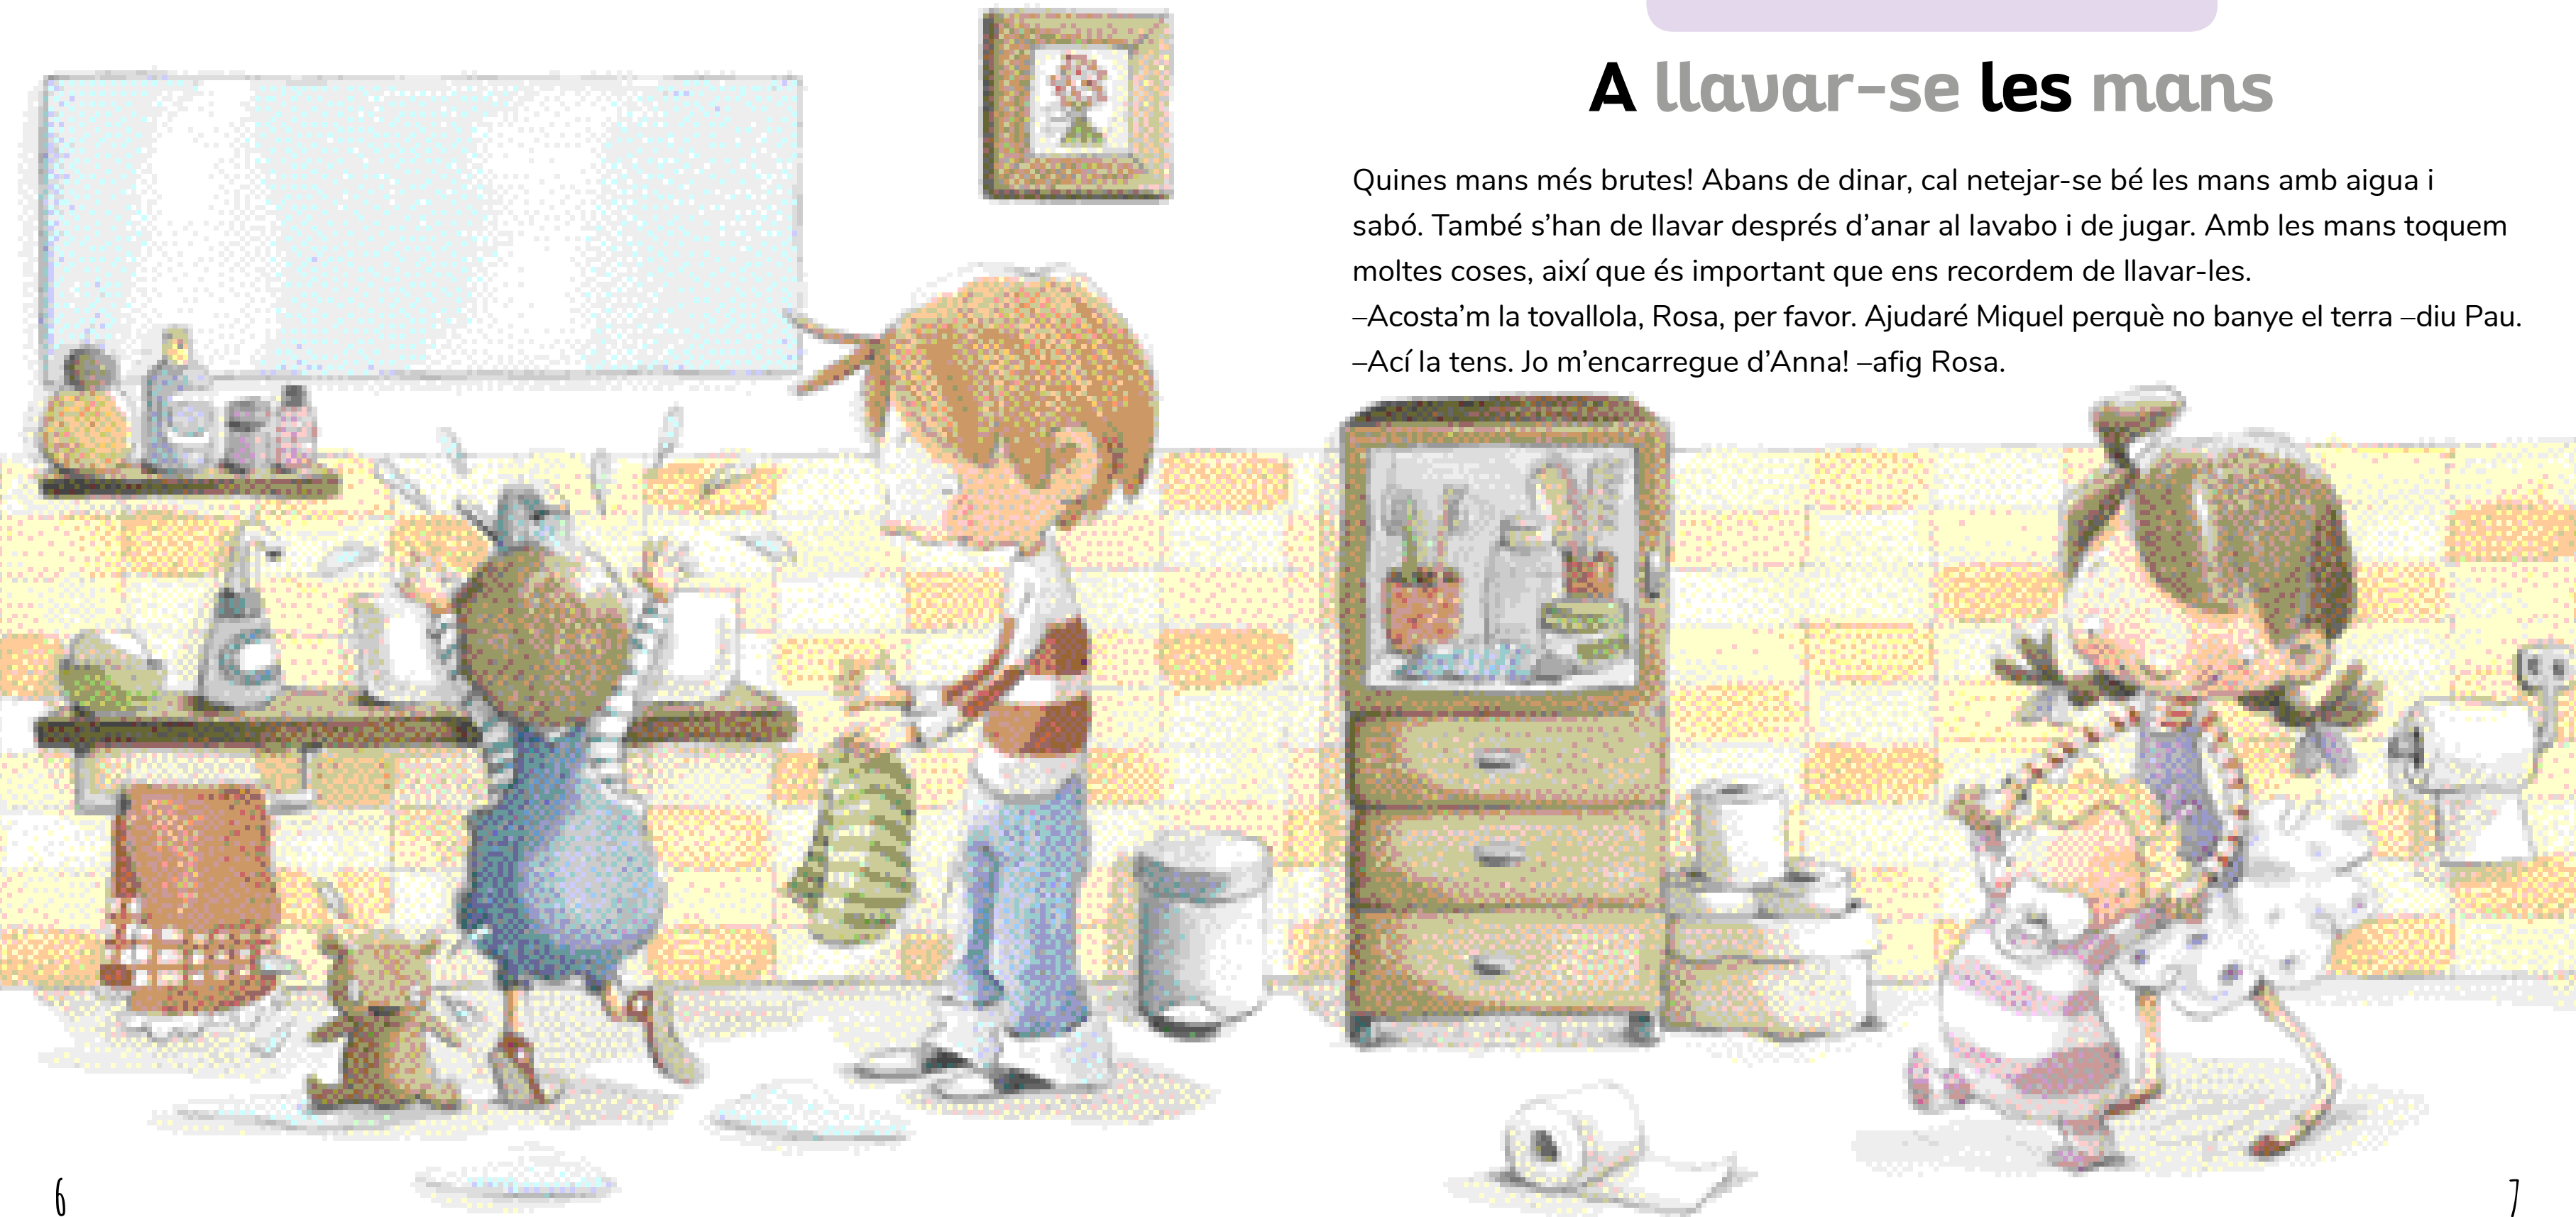 A llavar-se les mans
Quines mans més brutes! Abans de dinar, cal netejar-se bé les mans amb aigua i
sabó. També s’han de llavar després d’anar al lavabo i de jugar. Amb les mans toquem
moltes coses, així que és important que ens recordem de llavar-les.
–Acosta’m la tovallola, Rosa, per favor. Ajudaré Miquel perquè no banye el terra –diu Pau.
–Ací la tens. Jo m’encarregue d’Anna! –afig Rosa.
6
7